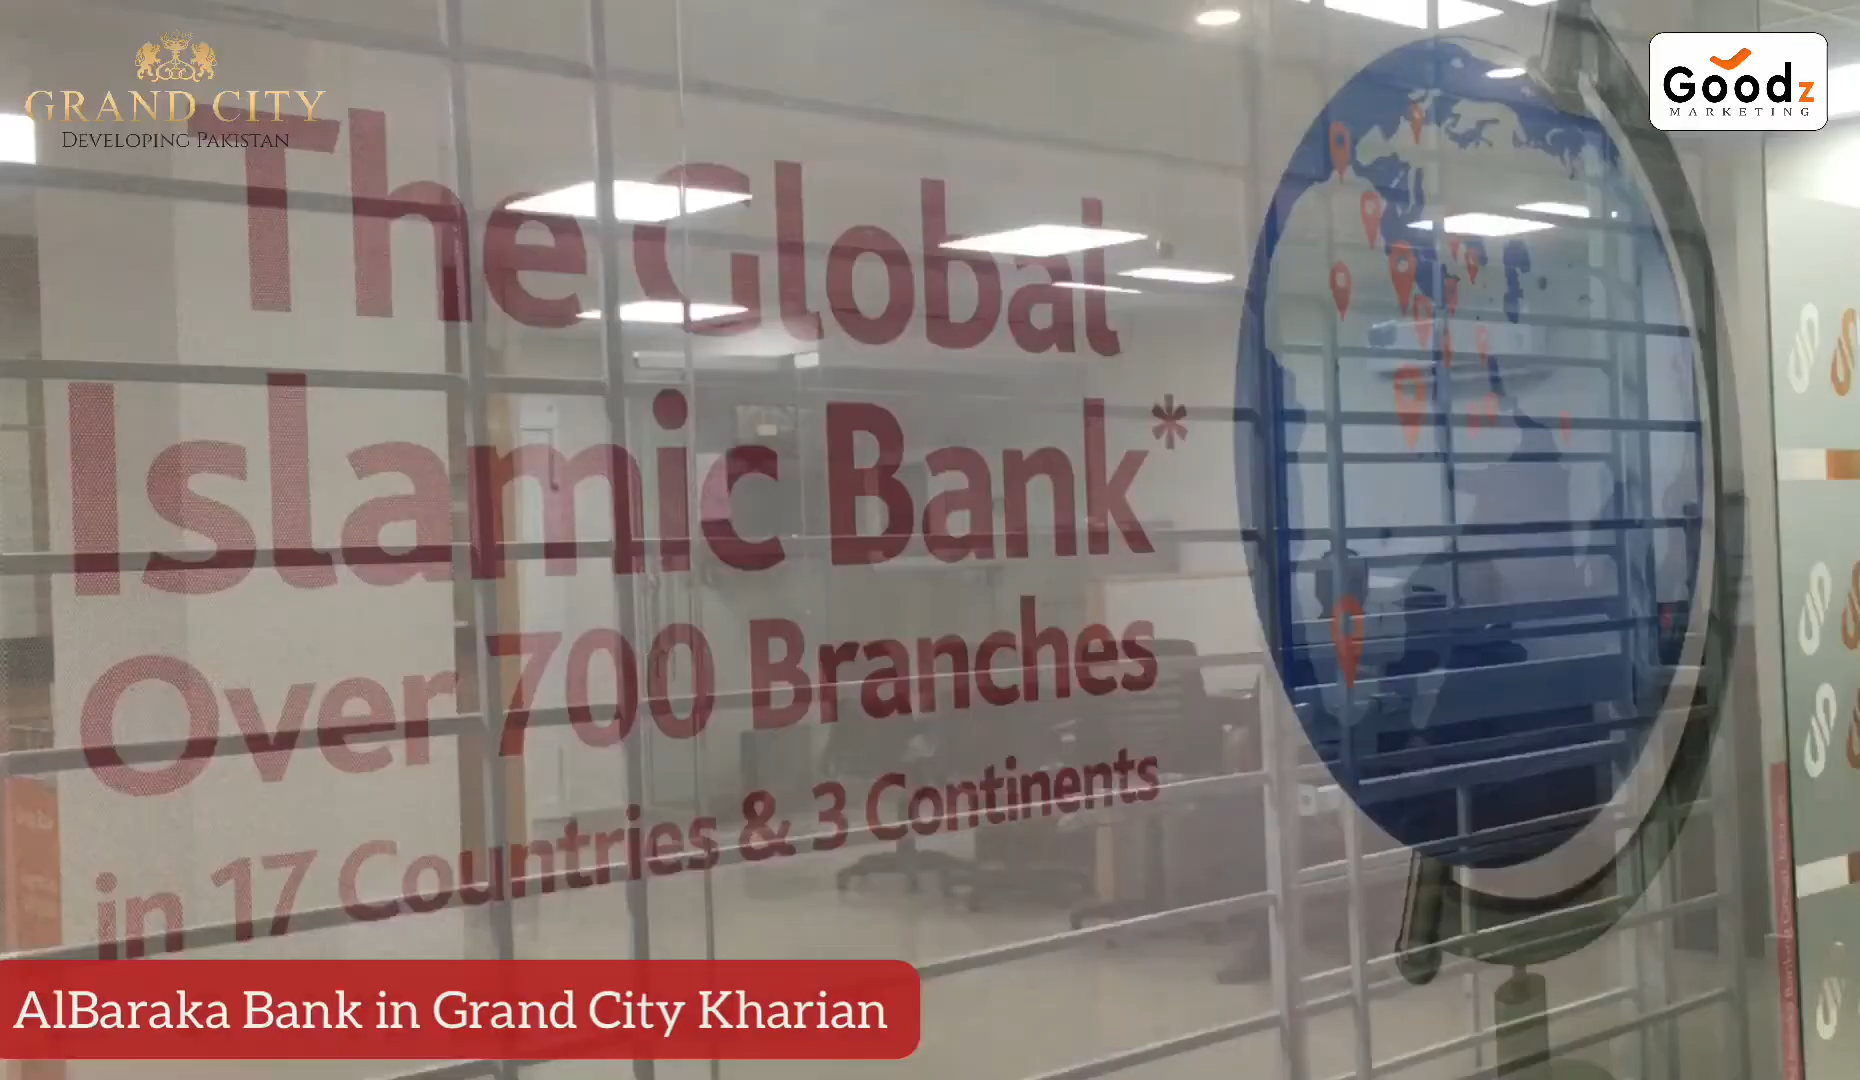 GRAND CITY
DEVELOPING PAKISTAN
Goodz
MARKETING
The Global
Islamic Bank*
Over 700 Branches
in 17 Countries & 3 Continents
AlBaraka Bank in Grand City Kharian